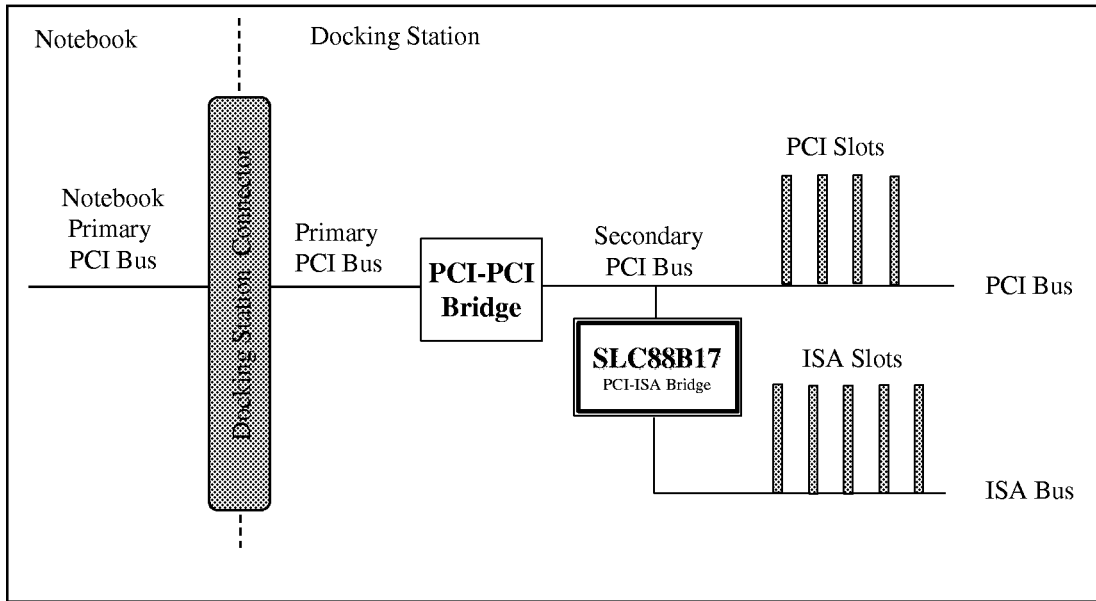 Notebook
Docking Station
Notebook
Primary
PCI Bus
Docking Station Connector
Primary
PCI Bus
PCI-PCI
Bridge
Secondary
PCI Bus
PCI Slots
PCI Bus
SLC88B17
PCI-ISA Bridge
ISA Slots
ISA Bus